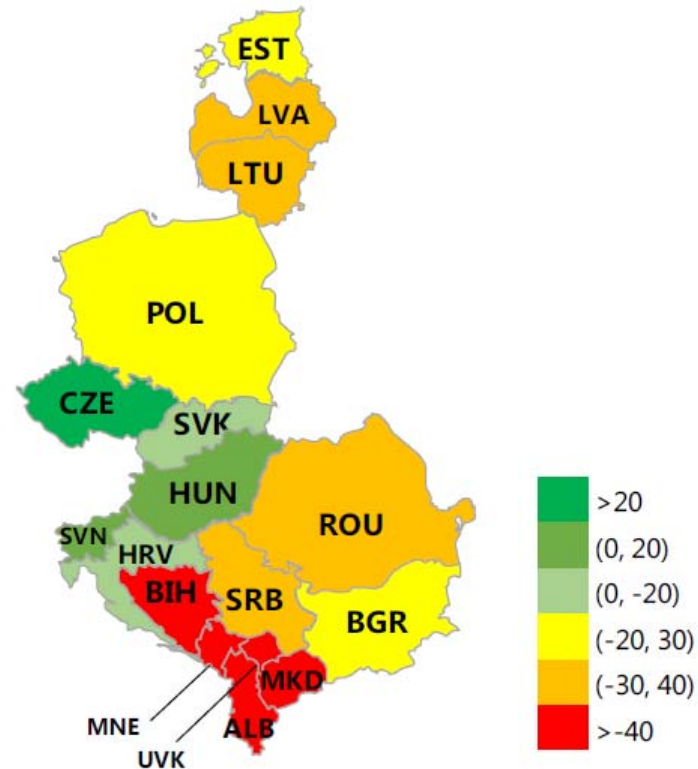 EST
LVA
LTU
POL
CZE
SVK
HUN
ROU
SVN
HRV
BIH
SRB
BGR
MKD
MNE
ALB
UVK
>20
(0, 20)
(0, -20)
(-20, 30)
(-30, 40)
>-40